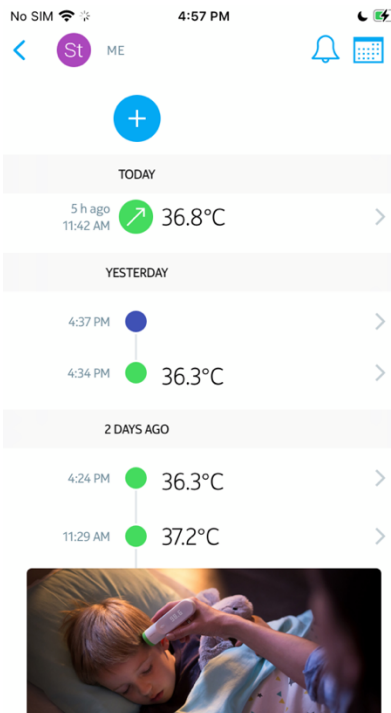 No SIM 4:57 PM
St ME
TODAY
5 h ago
11:42 AM 36.8°C
YESTERDAY
4:37 PM
4:34 PM 36.3°C
2 DAYS AGO
4:24 PM 36.3°C
11:29 AM 37.2°C